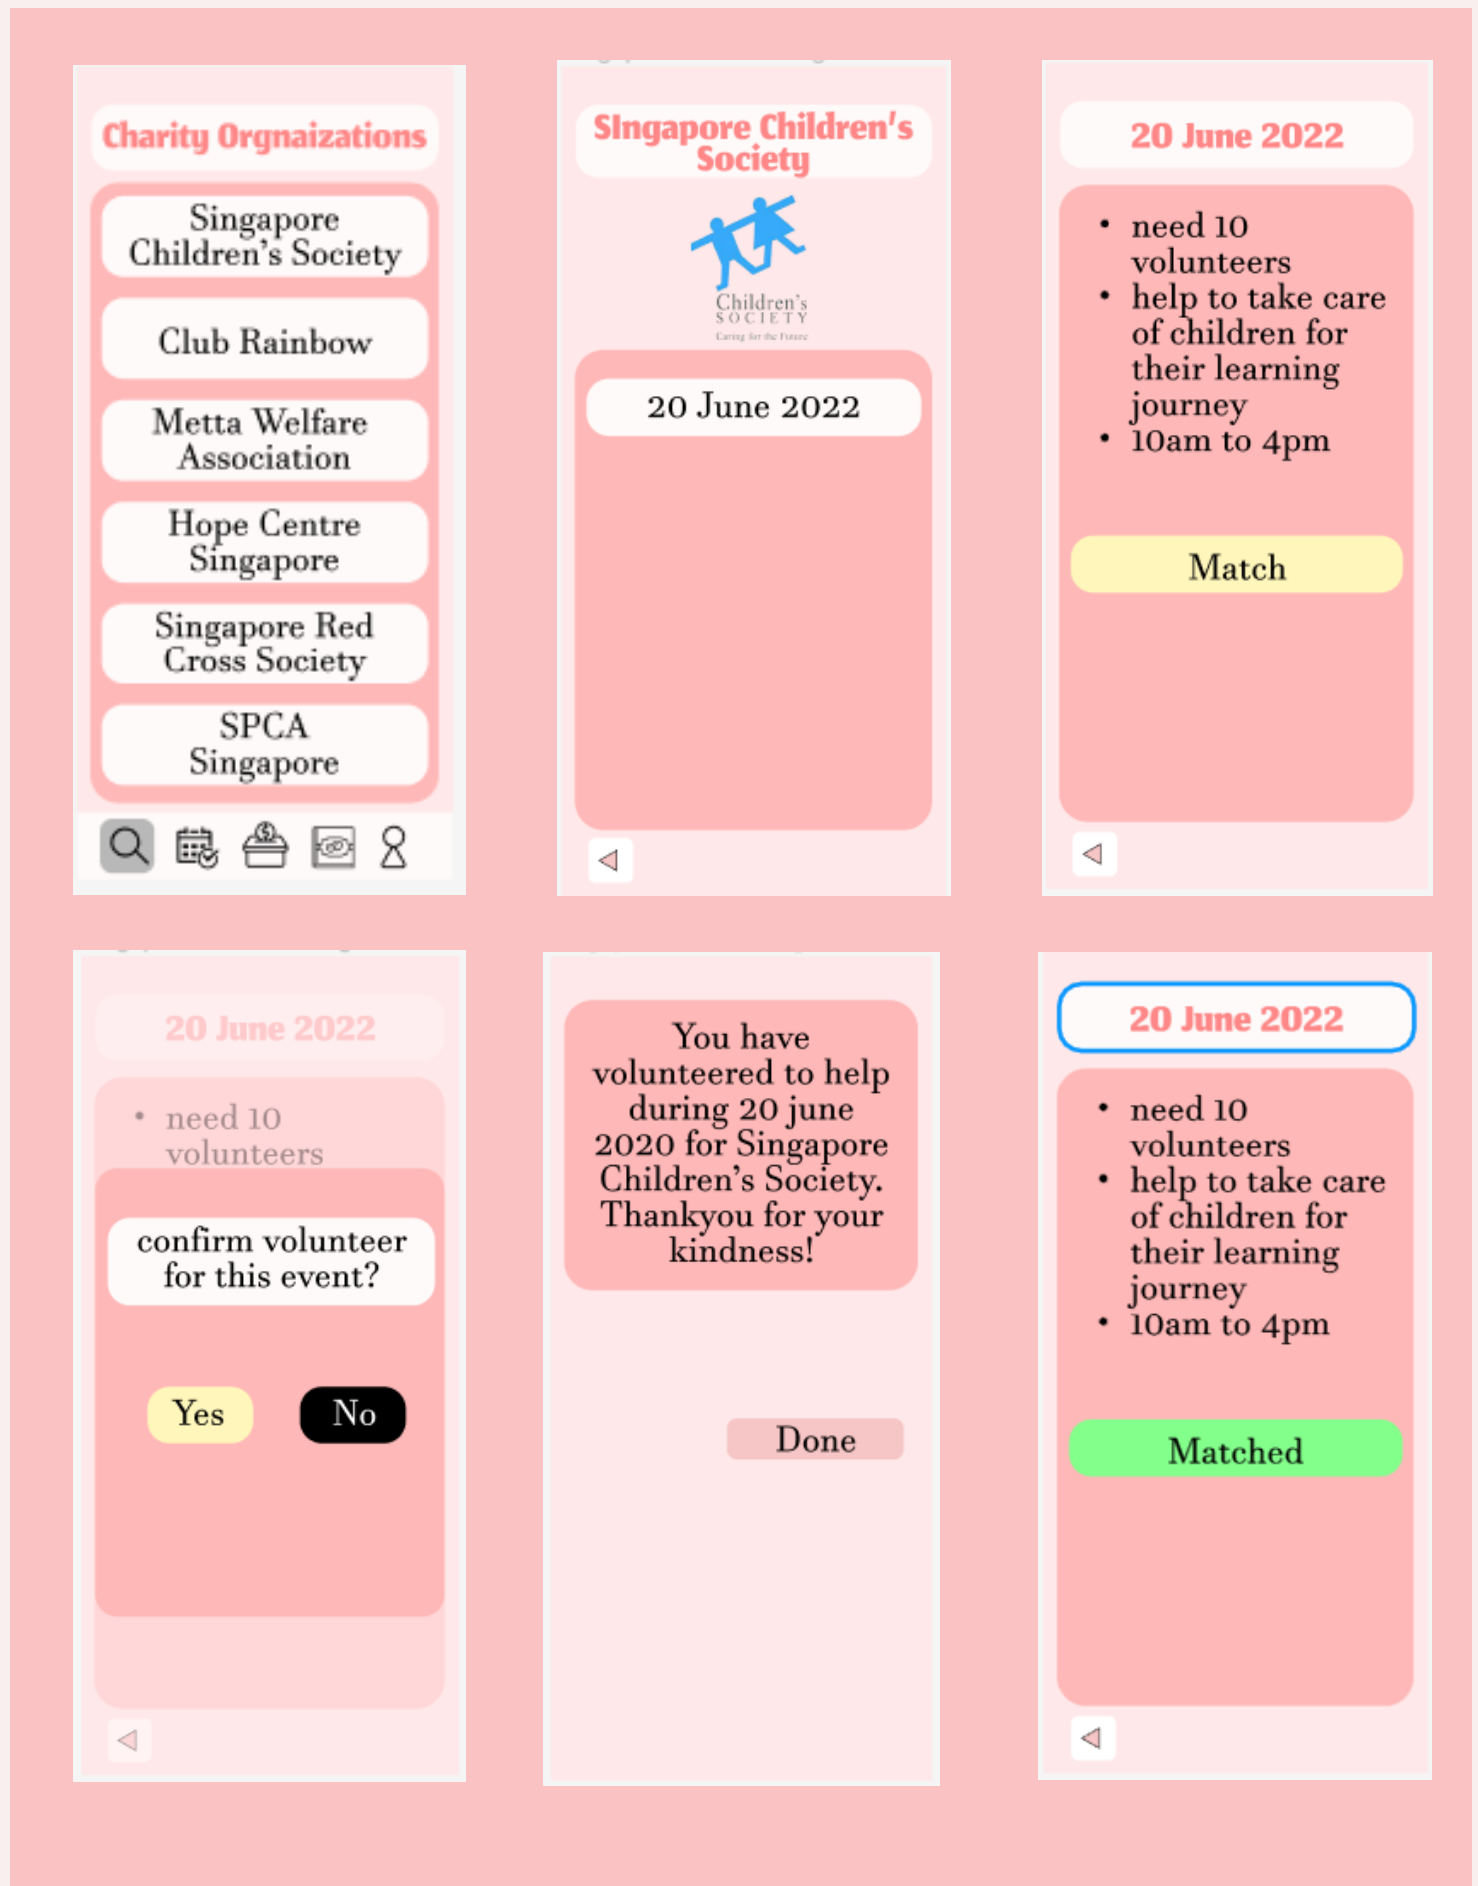 Charity Orgnaizations
Singapore
Children's Society
Club Rainbow
Metta Welfare
Association
Hope Centre
Singapore
Singapore Red
Cross Society
SPCA
Singapore
SIngapore Children's
Society
Children's
SOCIETY
Caring for the Future
20 June 2022
20 June 2022
• need 10
volunteers
• help to take care
of children for
their learning
journey
• 10am to 4pm
Match
20 June 2022
• need 10
volunteers
confirm volunteer
for this event?
Yes
No
You have
volunteered to help
during 20 june
2020 for Singapore
Children's Society.
Thankyou for your
kindness!
Done
20 June 2022
• need 10
volunteers
• help to take care
of children for
their learning
journey
• 10am to 4pm
Matched